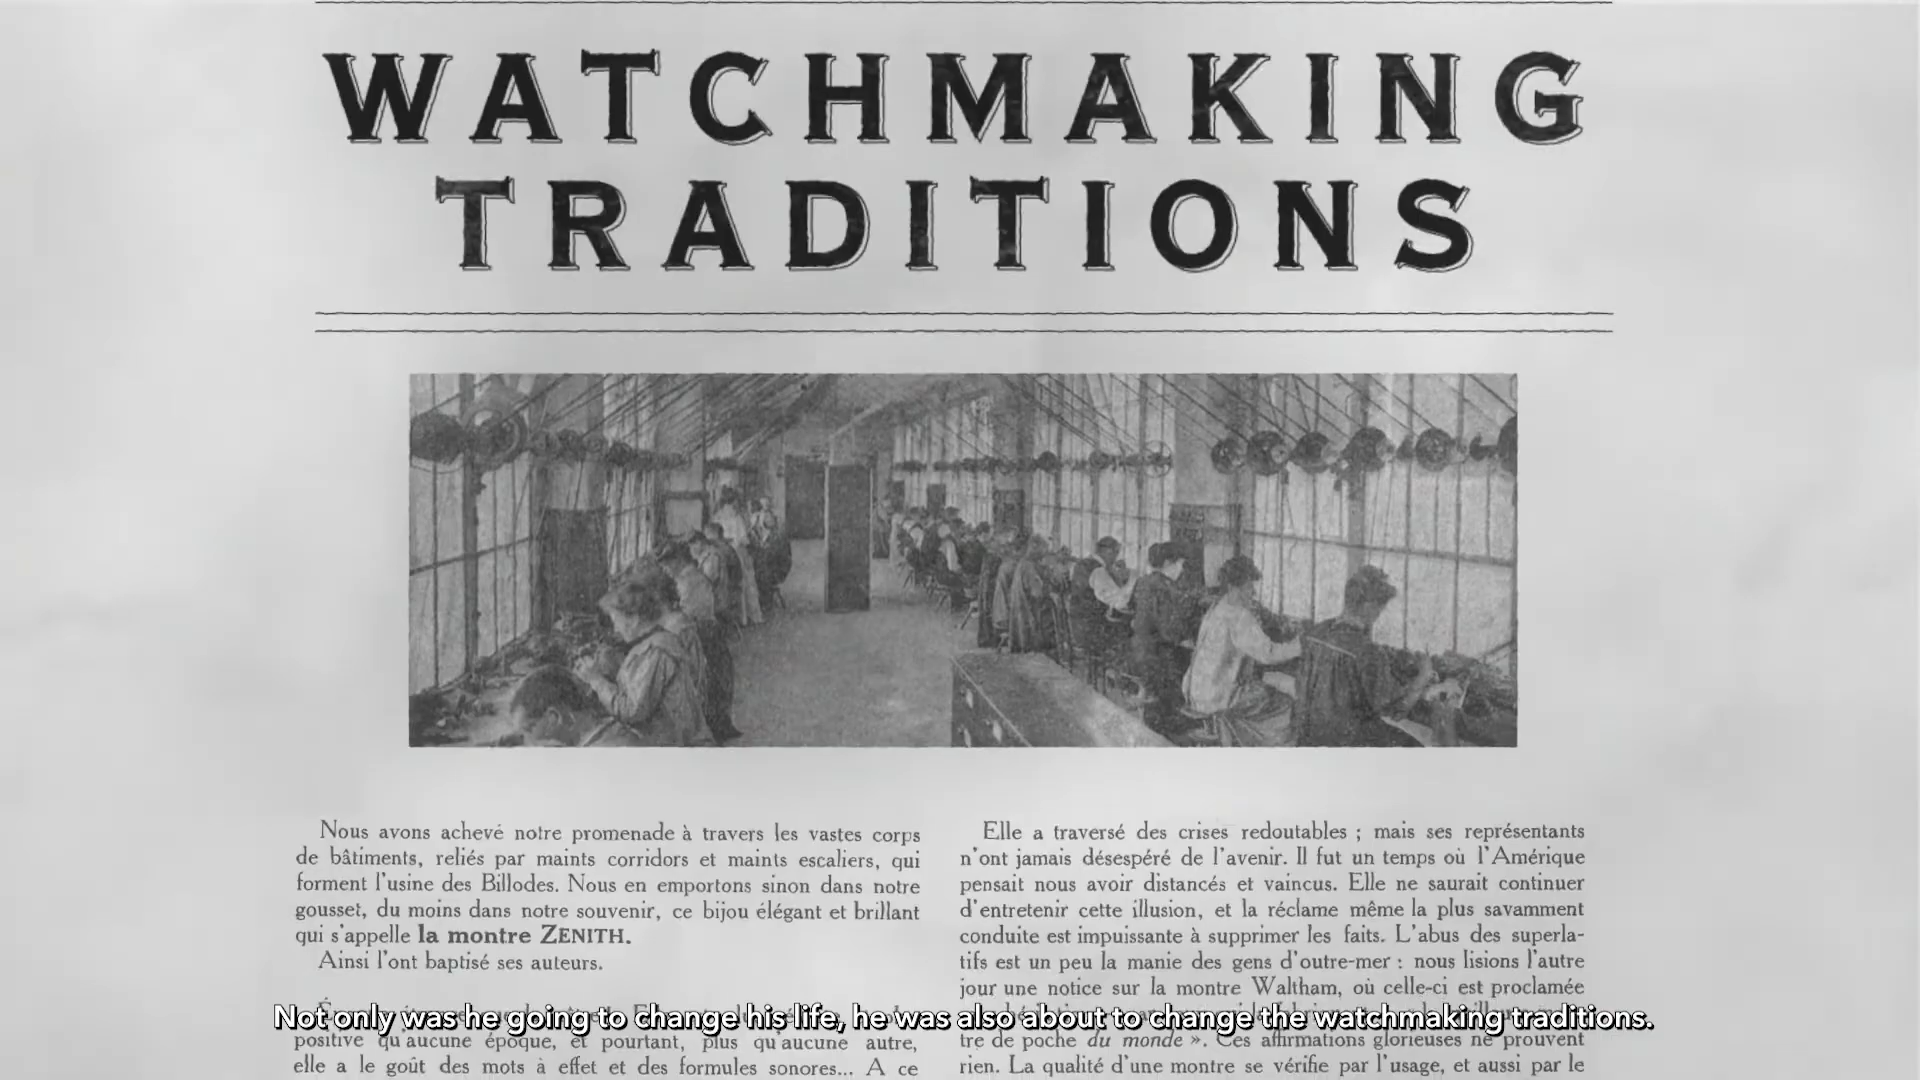 WATCHMAKING
TRADITIONS
Nous avons achevé notre promenade à travers les vastes corps
de bâtiments, reliés par maints corridors et maints escaliers, qui
forment l'usine des Billodes. Nous en emportons sinon dans notre
gousset, du moins dans notre souvenir, ce bijou élégant et brillant
qui s'appelle la montre ZENITH.
Ainsi l'ont baptisé ses auteurs.
positive qu'aucune époque, et pourtant, plus qu'aucune autre,
elle a le goût des mots à effet et des formules sonores... A ce
Elle a traversé des crises redoutables ; mais ses représentants
n'ont jamais désespéré de l'avenir. Il fut un temps où l'Amérique
pensait nous avoir distancés et vaincus. Elle ne saurait continuer
d'entretenir cette illusion, et la réclame même la plus savamment
conduite est impuissante à supprimer les faits. L'abus des superla-
tifs est un peu la manie des gens d'outre-mer : nous lisions l'autre
jour une notice sur la montre Waltham, où celle-ci est proclamée
tre de poche du monde ». Ces affirmations glorieuses ne prouvent
rien. La qualité d'une montre se vérifie par l'usage, et aussi par le
Not only was he going to change his life, he was also about to change the watchmaking traditions.